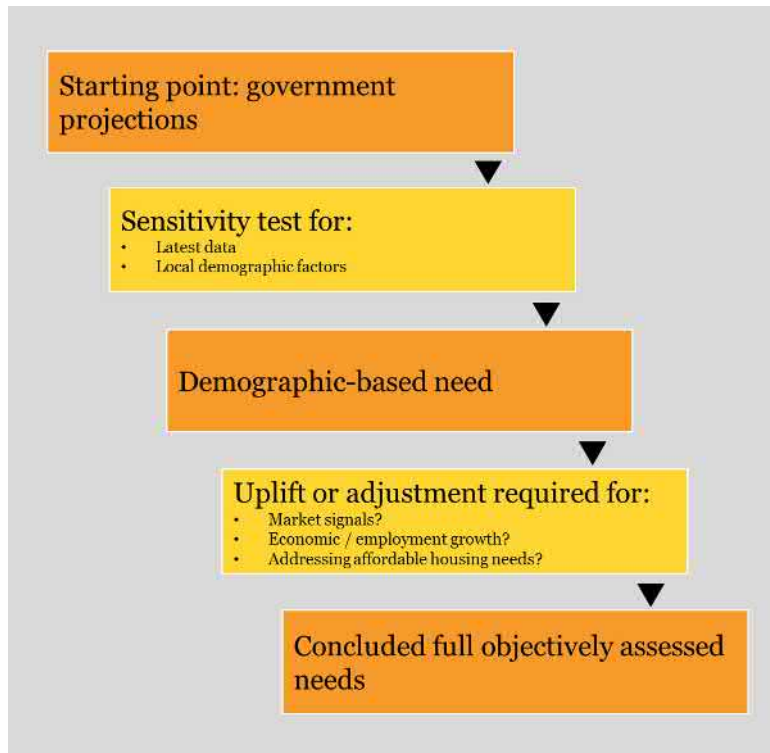 Starting point: government
projections
Sensitivity test for:
• Latest data
• Local demographic factors
Demographic-based need
Uplift or adjustment required for:
• Market signals?
• Economic / employment growth?
• Addressing affordable housing needs?
Concluded full objectively assessed
needs